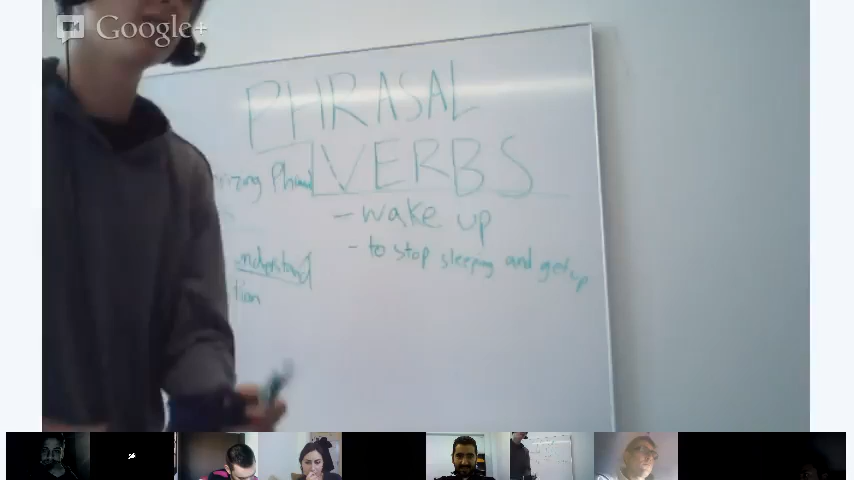 Google+
PHRASAL
VERBS
- wake up
- to stop sleeping and get up
understand